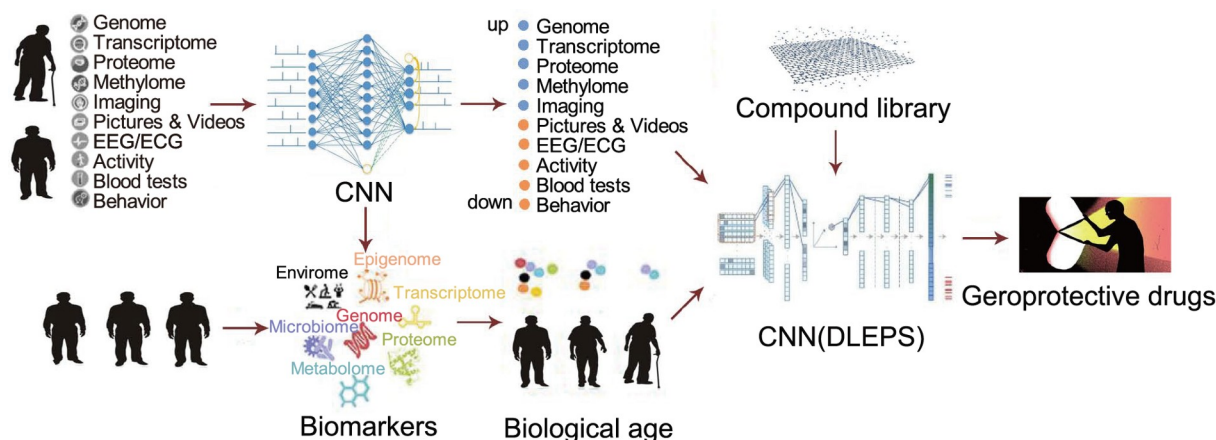 Genome
Transcriptome
Proteome
Methylome
Imaging
Pictures & Videos
EEG/ECG
Activity
Blood tests
Behavior
CNN
up
Genome
Transcriptome
Proteome
Methylome
Imaging
Pictures & Videos
EEG/ECG
Activity
Blood tests
down
Behavior
Compound library
CNN(DLEPS)
Geroprotective drugs
Epigenome
Envirome
Transcriptome
Genome
Microbiome
Proteome
Metabolome
Biomarkers
Biological age